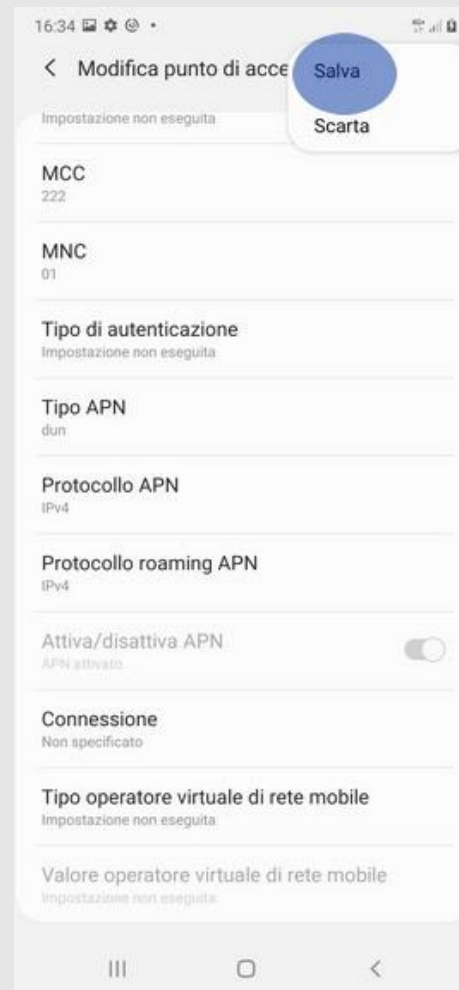 16:34
Modifica punto di acce
Salva
Scarta
Impostazione non eseguita
MCC
222
MNC
01
Tipo di autenticazione
Impostazione non eseguita
Tipo APN
dun
Protocollo APN
IPv4
Protocollo roaming APN
IPv4
Attiva/disattiva APN
APN attivato
Connessione
Non specificato
Tipo operatore virtuale di rete mobile
Impostazione non eseguita
Valore operatore virtuale di rete mobile
Impostazione non eseguita